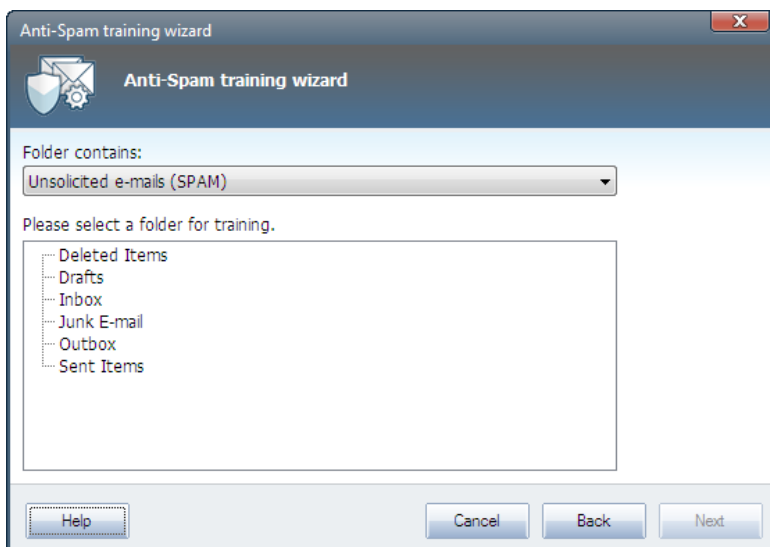 Anti-Spam training wizard
Anti-Spam training wizard
Folder contains:
Unsolicited e-mails (SPAM)
Please select a folder for training.
Deleted Items
Drafts
Inbox
Junk E-mail
Outbox
Sent Items
Help Cancel Back Next